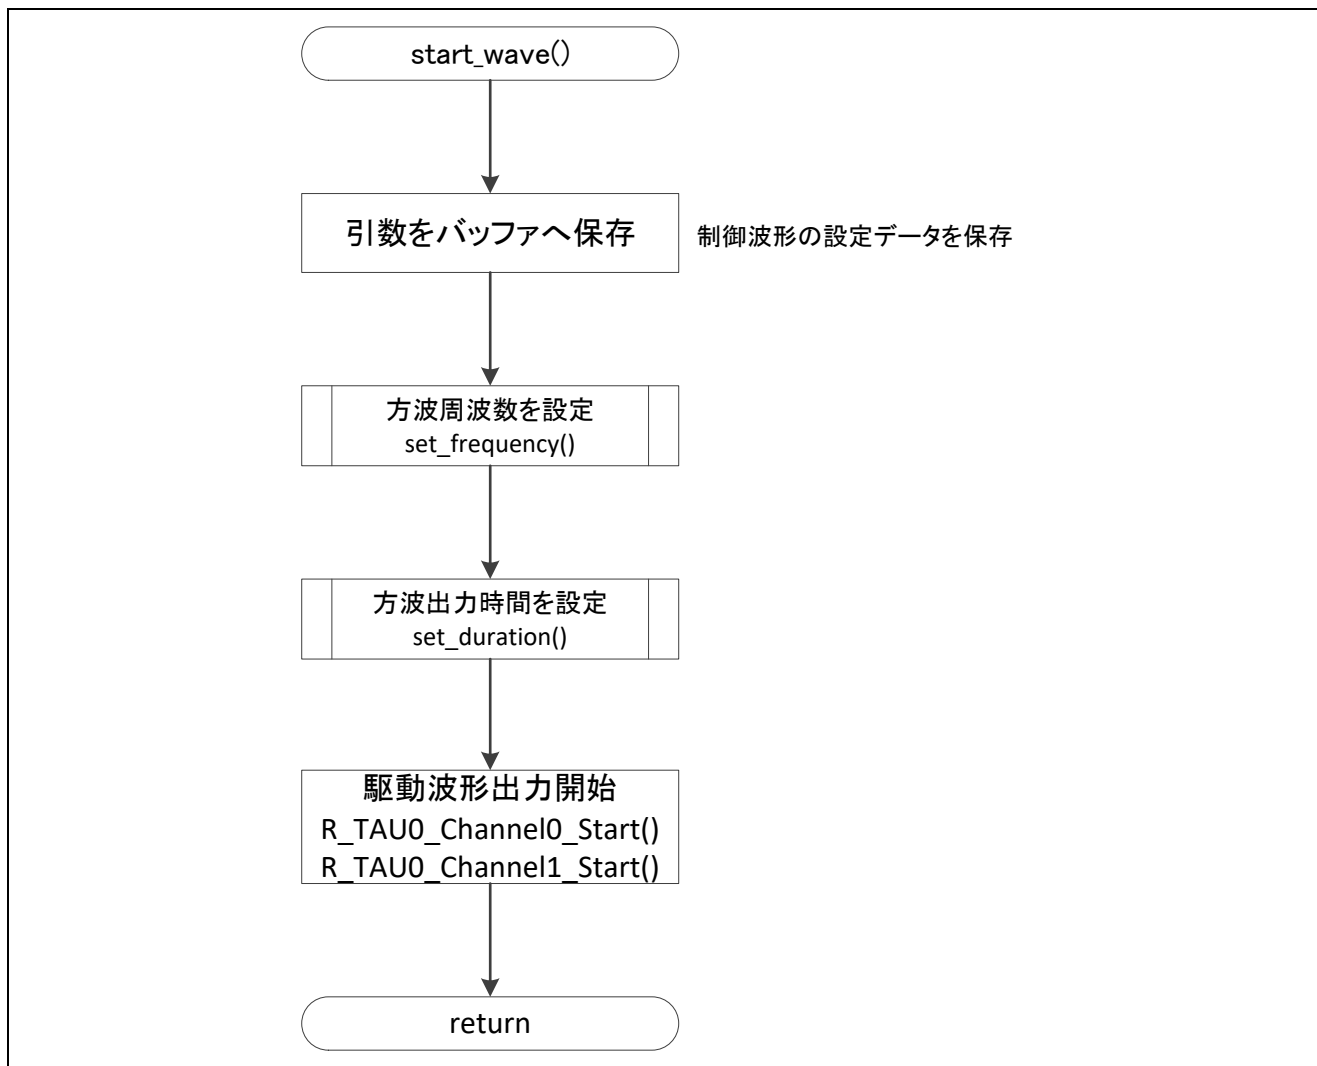 start_wave()
引数をバッファへ保存
制御波形の設定データを保存
方波周波数を設定
set_frequency()
方波出力時間を設定
set_duration()
駆動波形出力開始
R_TAU0_Channel0_Start()
R_TAU0_Channel1_Start()
return